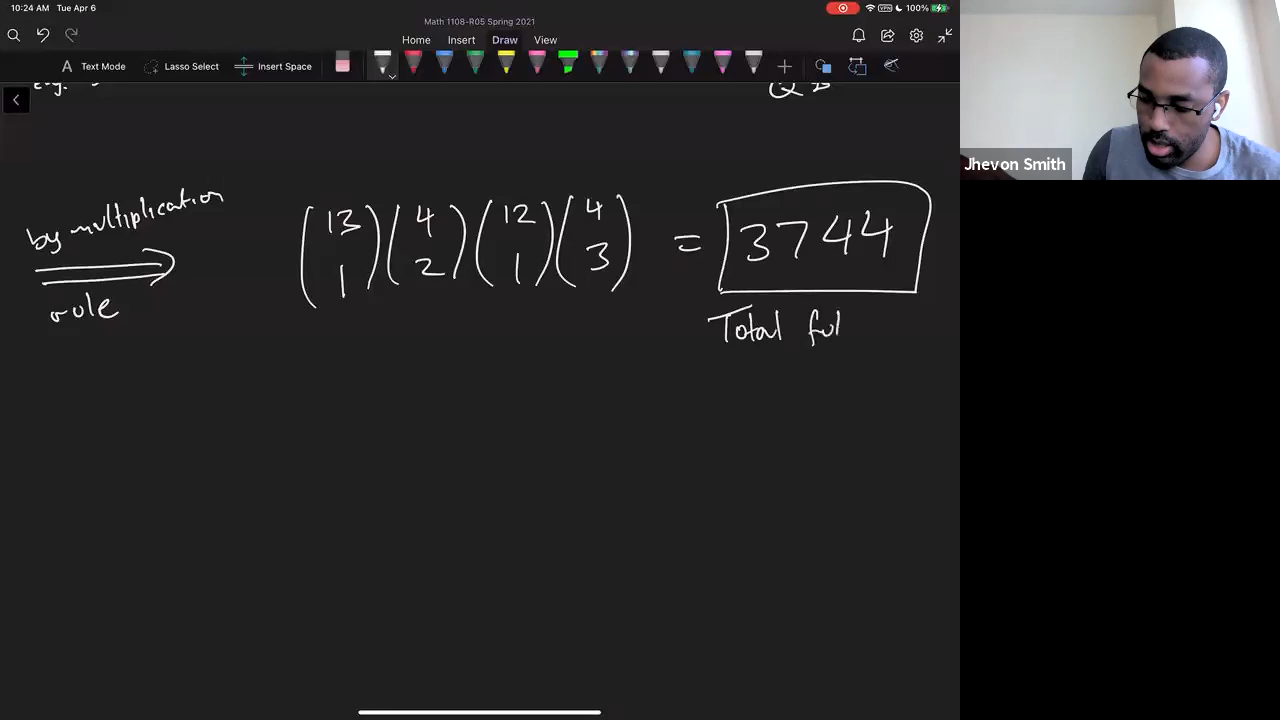 10:24 AM Tue Apr 6
100%
Math 1108-R05 Spring 2021
Home Insert Draw View
Text Mode Lasso Select Insert Space
by multiplication
rule
(13 1)(4 2)(12 1)(4 3) = 3744
Total ful
Jhevon Smith